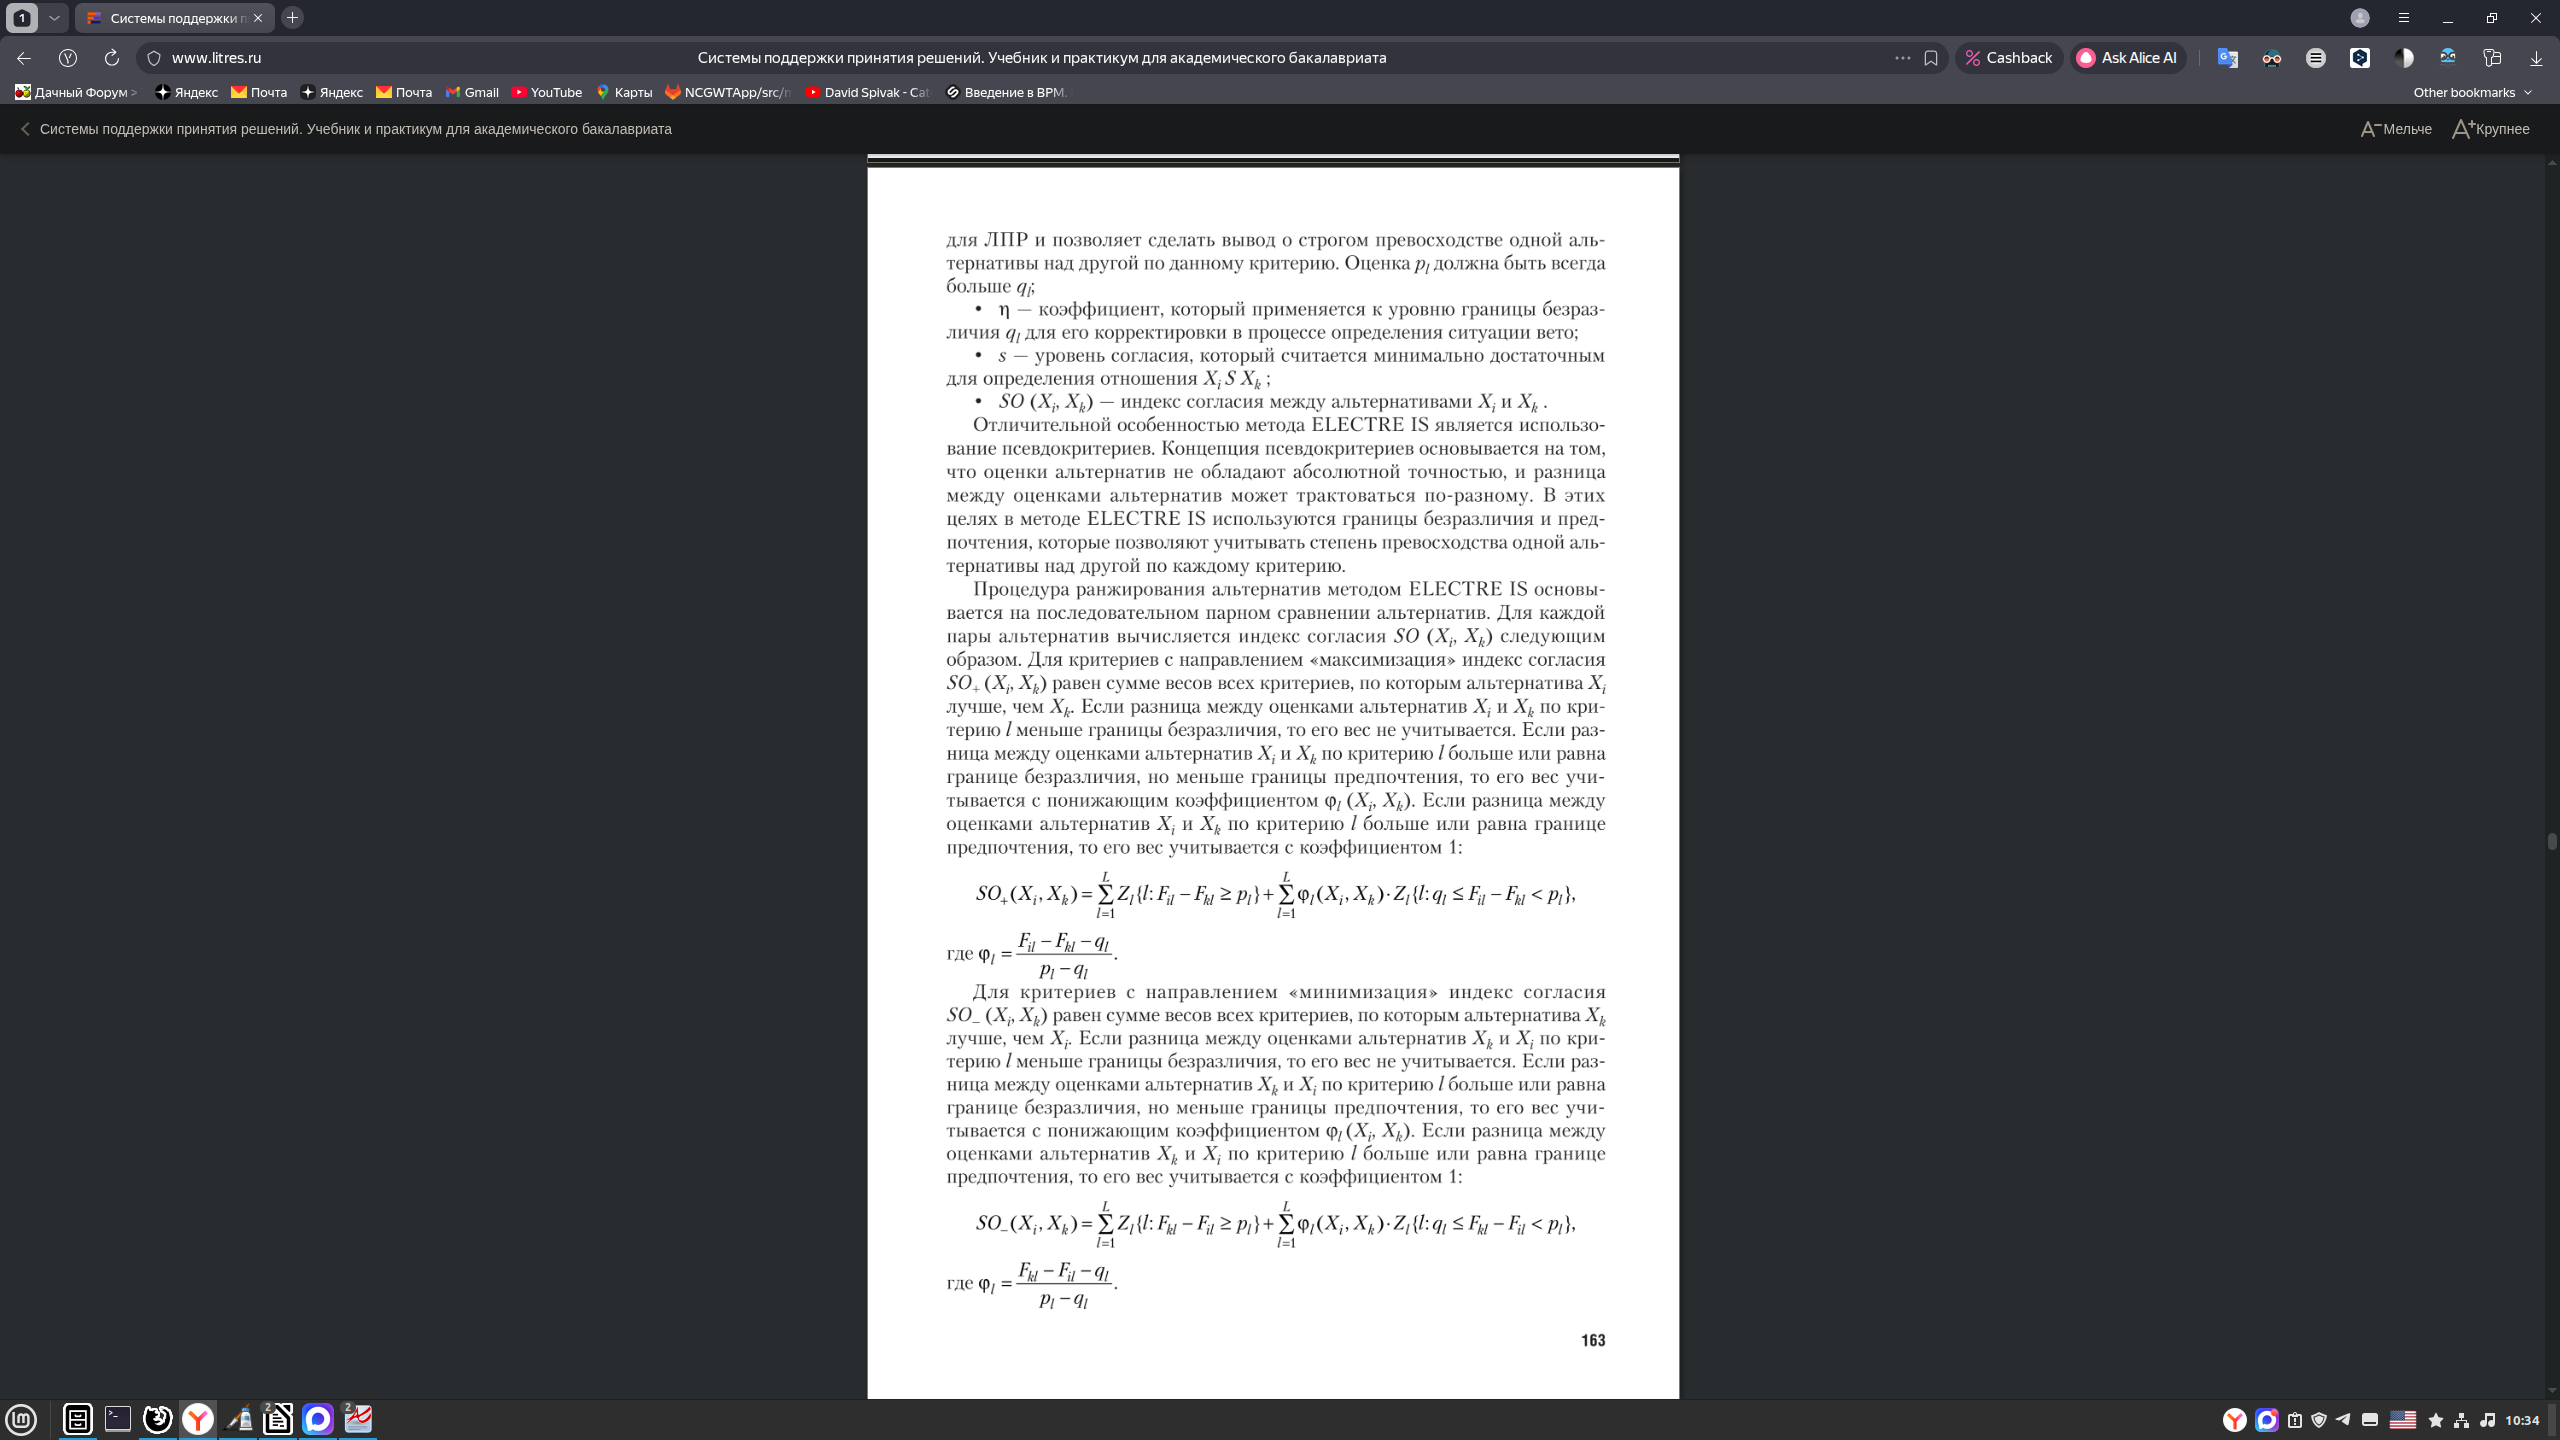 1
Системы поддержки п
www.litres.ru
Системы поддержки принятия решений. Учебник и практикум для академического бакалавриата
Cashback
Ask Alice AI
Дачный Форум >
Яндекс
Почта
Яндекс
Почта
Gmail
YouTube
Карты
NCGWTApp/src/r
David Spivak - Cat
Введение в BPM.
Other bookmarks
Системы поддержки принятия решений. Учебник и практикум для академического бакалавриата
A⁻ Мельче
A⁺ Крупнее
для ЛПР и позволяет сделать вывод о строгом превосходстве одной аль-
тернативы над другой по данному критерию. Оценка p_l должна быть всегда
больше q_l;
• η — коэффициент, который применяется к уровню границы безраз-
личия q_l для его корректировки в процессе определения ситуации вето;
• s — уровень согласия, который считается минимально достаточным
для определения отношения X_i S X_k ;
• SO (X_i, X_k) — индекс согласия между альтернативами X_i и X_k .
Отличительной особенностью метода ELECTRE IS является использо-
вание псевдокритериев. Концепция псевдокритериев основывается на том,
что оценки альтернатив не обладают абсолютной точностью, и разница
между оценками альтернатив может трактоваться по-разному. В этих
целях в методе ELECTRE IS используются границы безразличия и пред-
почтения, которые позволяют учитывать степень превосходства одной аль-
тернативы над другой по каждому критерию.
Процедура ранжирования альтернатив методом ELECTRE IS основы-
вается на последовательном парном сравнении альтернатив. Для каждой
пары альтернатив вычисляется индекс согласия SO (X_i, X_k) следующим
образом. Для критериев с направлением «максимизация» индекс согласия
SO_+ (X_i, X_k) равен сумме весов всех критериев, по которым альтернатива X_i
лучше, чем X_k. Если разница между оценками альтернатив X_i и X_k по кри-
терию l меньше границы безразличия, то его вес не учитывается. Если раз-
ница между оценками альтернатив X_i и X_k по критерию l больше или равна
границе безразличия, но меньше границы предпочтения, то его вес учи-
тывается с понижающим коэффициентом φ_l (X_i, X_k). Если разница между
оценками альтернатив X_i и X_k по критерию l больше или равна границе
предпочтения, то его вес учитывается с коэффициентом 1:
SO_+(X_i, X_k) = ∑_{l=1}^{L} Z_l{l: F_il − F_kl ≥ p_l} + ∑_{l=1}^{L} φ_l(X_i, X_k)·Z_l{l: q_l ≤ F_il − F_kl < p_l},
где φ_l = (F_il − F_kl − q_l) / (p_l − q_l).
Для критериев с направлением «минимизация» индекс согласия
SO_− (X_i, X_k) равен сумме весов всех критериев, по которым альтернатива X_k
лучше, чем X_i. Если разница между оценками альтернатив X_k и X_i по кри-
терию l меньше границы безразличия, то его вес не учитывается. Если раз-
ница между оценками альтернатив X_k и X_i по критерию l больше или равна
границе безразличия, но меньше границы предпочтения, то его вес учи-
тывается с понижающим коэффициентом φ_l (X_i, X_k). Если разница между
оценками альтернатив X_k и X_i по критерию l больше или равна границе
предпочтения, то его вес учитывается с коэффициентом 1:
SO_−(X_i, X_k) = ∑_{l=1}^{L} Z_l{l: F_kl − F_il ≥ p_l} + ∑_{l=1}^{L} φ_l(X_i, X_k)·Z_l{l: q_l ≤ F_kl − F_il < p_l},
где φ_l = (F_kl − F_il − q_l) / (p_l − q_l).
163
2
2
10:34